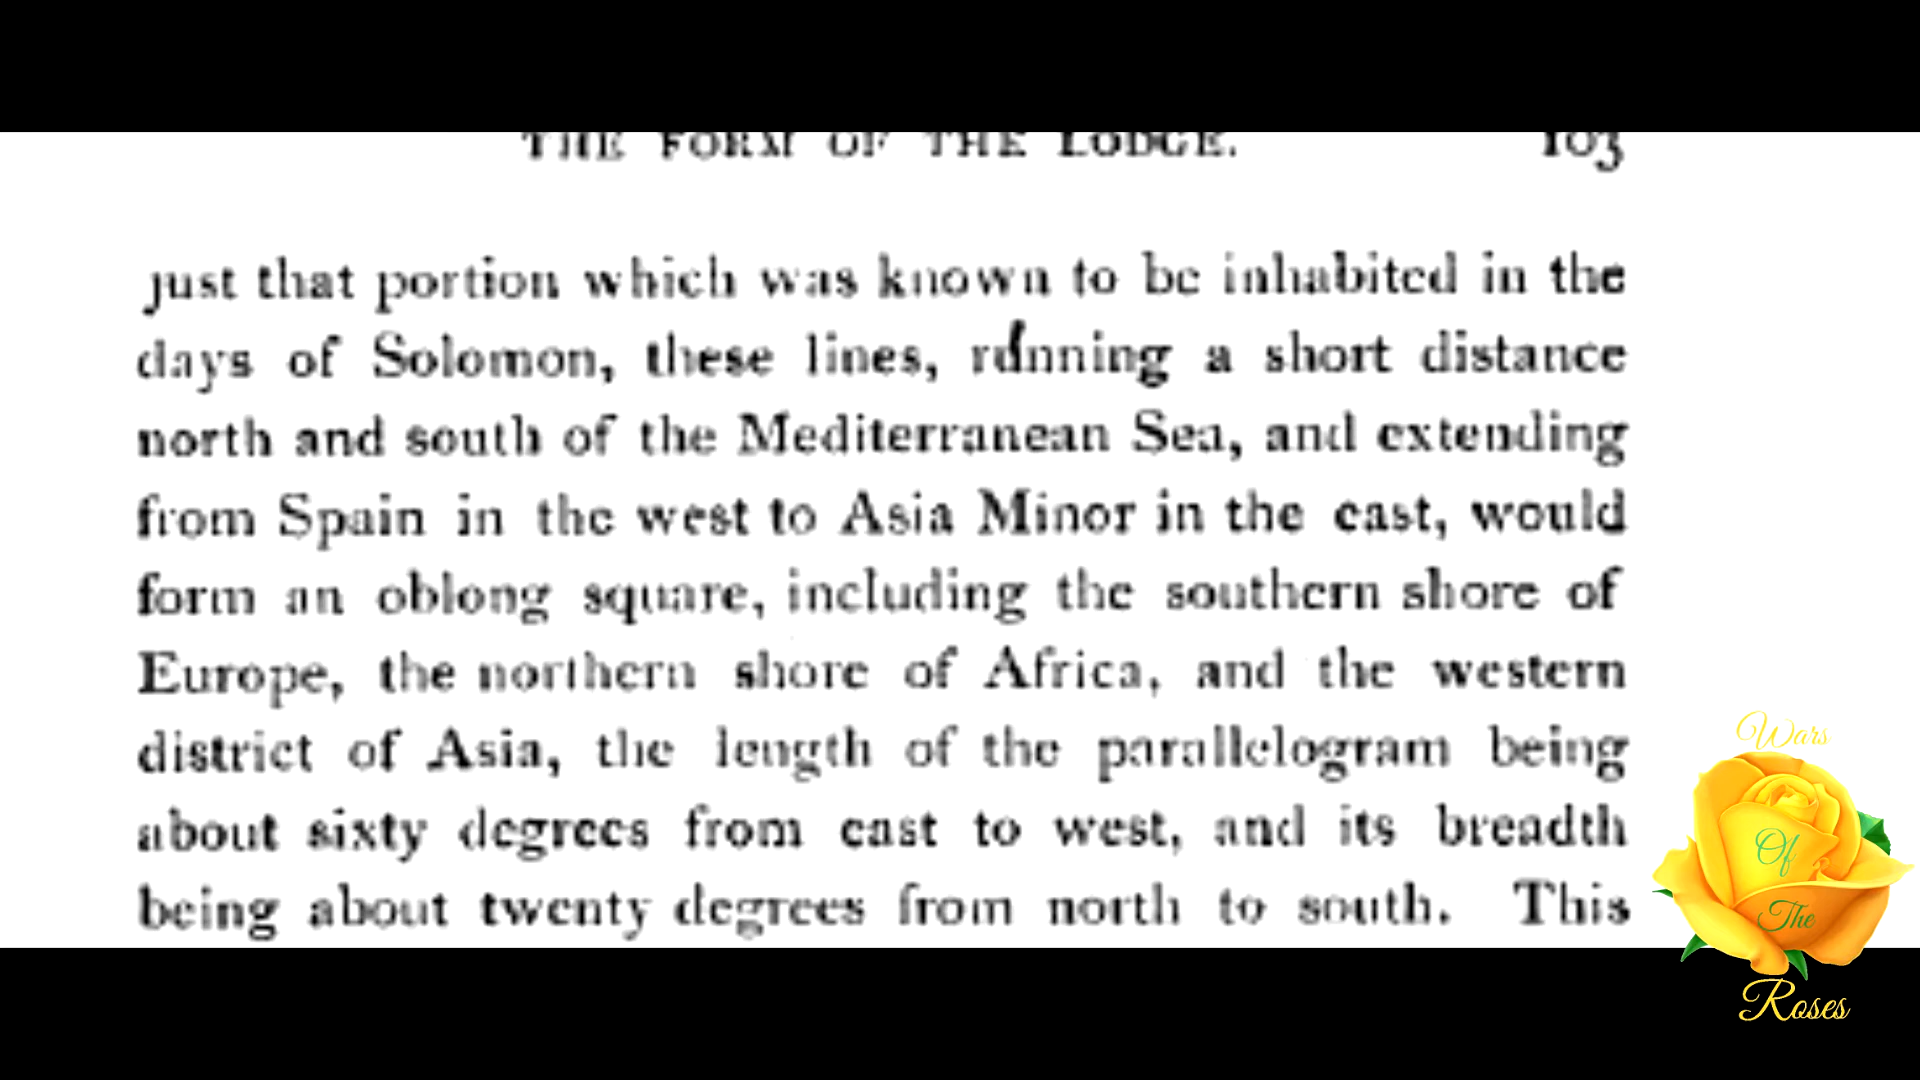 THE FORM OF THE LODGE. 103
just that portion which was known to be inhabited in the
days of Solomon, these lines, running a short distance
north and south of the Mediterranean Sea, and extending
from Spain in the west to Asia Minor in the east, would
form an oblong square, including the southern shore of
Europe, the northern shore of Africa, and the western
district of Asia, the length of the parallelogram being
about sixty degrees from east to west, and its breadth
being about twenty degrees from north to south. This
Wars
Of
The
Roses